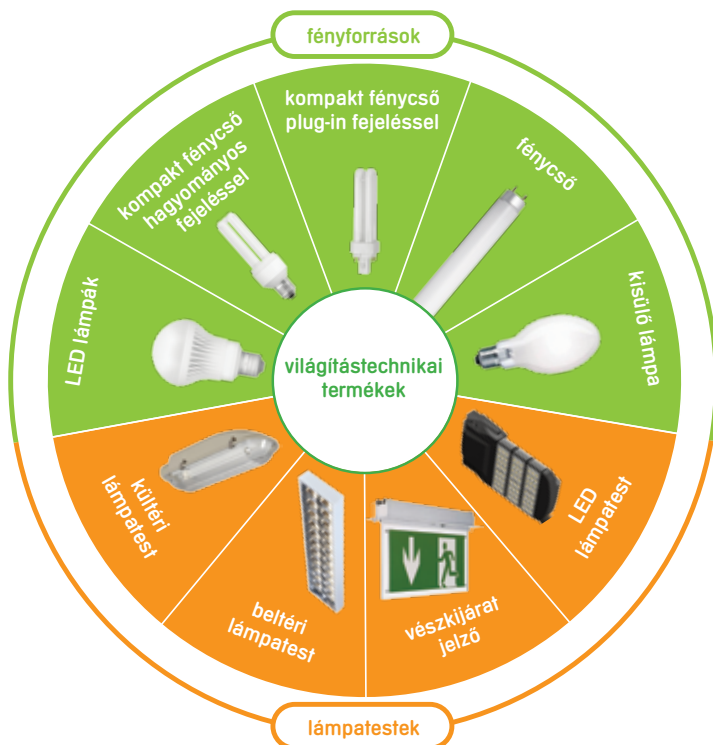 fényforrások
kompakt fénycső
plug-in fejeléssel
fénycső
kisülő lámpa
kompakt fénycső
hagyományos
fejeléssel
LED lámpák
világítástechnikai
termékek
kültéri
lámpatest
beltéri
lámpatest
vészkijárat
jelző
LED
lámpatest
lámpatestek